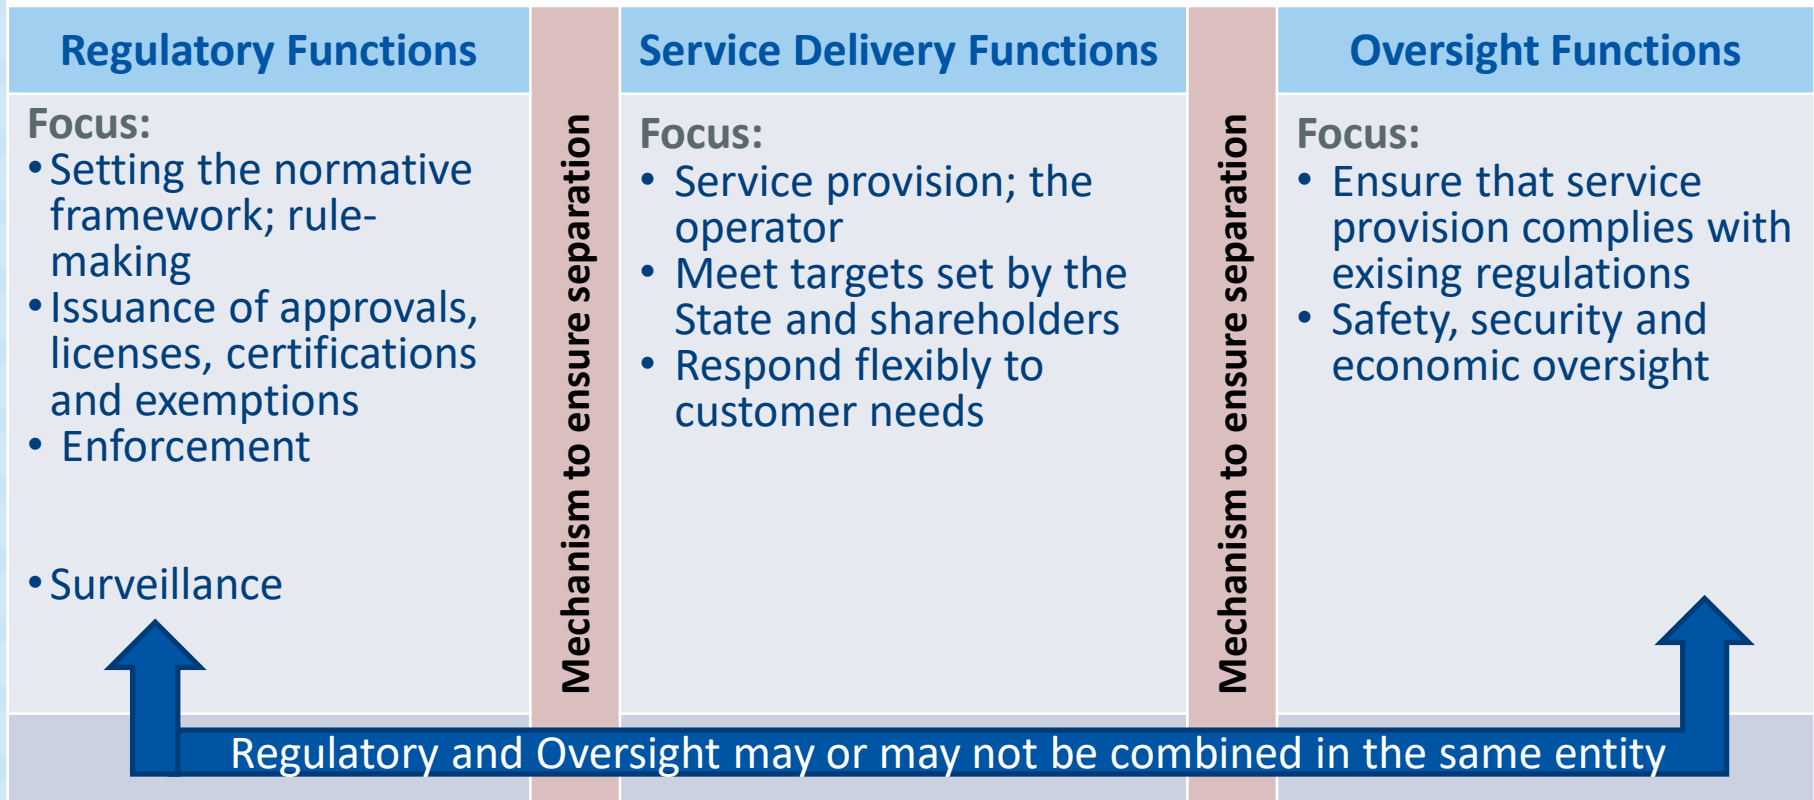 Regulatory Functions
Focus:
•Setting the normative
framework; rule-
making
•Issuance of approvals,
licenses, certifications
and exemptions
• Enforcement
•Surveillance
Mechanism to ensure separation
Service Delivery Functions
Focus:
• Service provision; the
operator
• Meet targets set by the
State and shareholders
• Respond flexibly to
customer needs
Mechanism to ensure separation
Oversight Functions
Focus:
• Ensure that service
provision complies with
exising regulations
• Safety, security and
economic oversight
Regulatory and Oversight may or may not be combined in the same entity